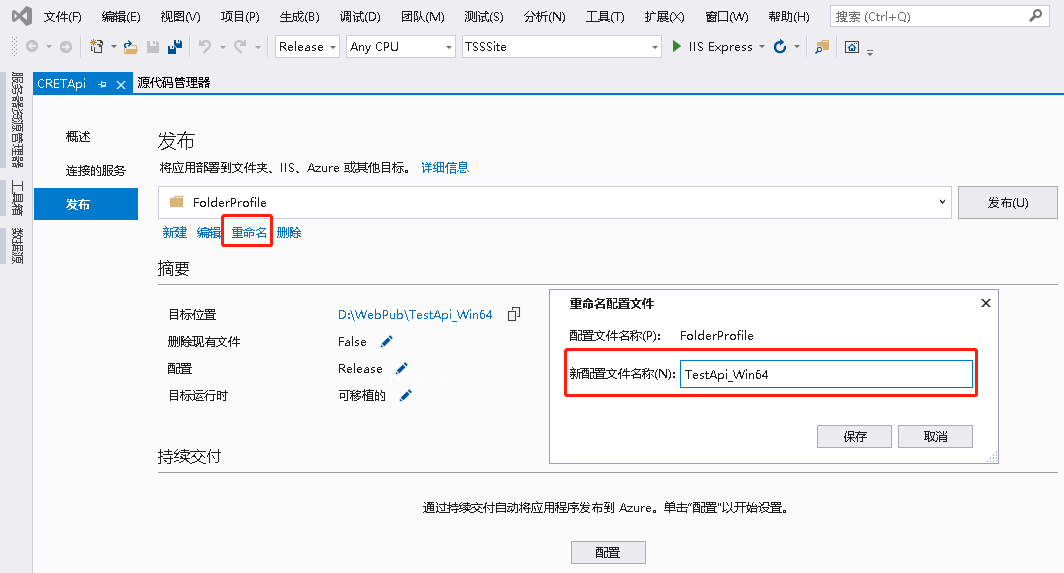 文件(F) 编辑(E) 视图(V) 项目(P) 生成(B) 调试(D) 团队(M) 测试(S) 分析(N) 工具(T) 扩展(X) 窗口(W) 帮助(H) 搜索 (Ctrl+Q)
Release Any CPU TSSSite IIS Express
服务器资源管理器
工具箱
数据源
CRETApi 源代码管理器
概述
连接的服务
发布
发布
将应用部署到文件夹、IIS、Azure 或其他目标。 详细信息
FolderProfile 发布(U)
新建 编辑 重命名 删除
摘要
目标位置 D:\WebPub\TestApi_Win64
删除现有文件 False
配置 Release
目标运行时 可移植的
重命名配置文件
配置文件名称(P): FolderProfile
新配置文件名称(N): TestApi_Win64
保存 取消
持续交付
通过持续交付自动将应用程序发布到 Azure。单击"配置"以开始设置。
配置